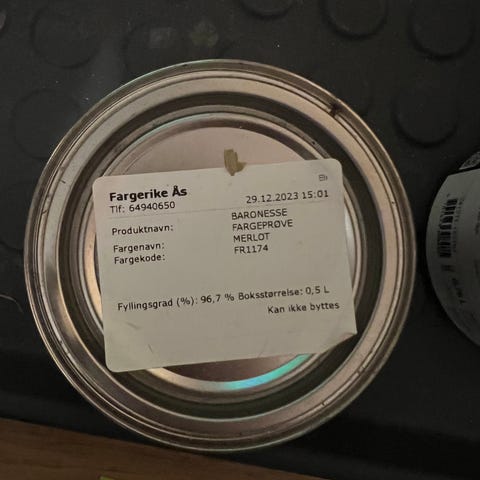 Fargerike Ås
Tlf: 64940650
29.12.2023 15:01
Produktnavn: BARONESSE
FARGEPRØVE
Fargenavn: MERLOT
Fargekode: FR1174
Fyllingsgrad (%): 96,7 % Boksstørrelse: 0,5 L
Kan ikke byttes